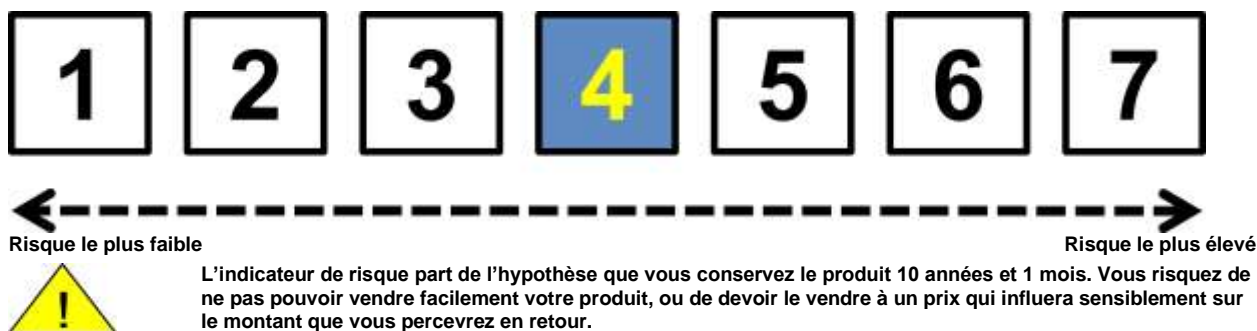 1 2 3 4 5 6 7
Risque le plus faible Risque le plus élevé
! L’indicateur de risque part de l’hypothèse que vous conservez le produit 10 années et 1 mois. Vous risquez de
ne pas pouvoir vendre facilement votre produit, ou de devoir le vendre à un prix qui influera sensiblement sur
le montant que vous percevrez en retour.